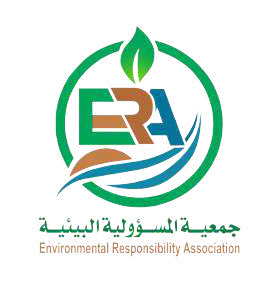 ERA
جمعية المسؤولية البيئية
Environmental Responsibility Association